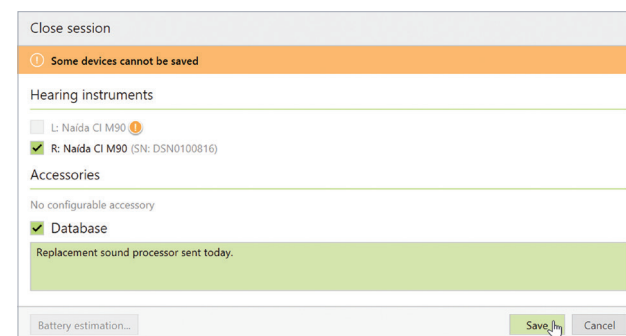 Close session
Some devices cannot be saved
Hearing instruments
L: Naída CI M90
R: Naída CI M90 (SN: DSN0100816)
Accessories
No configurable accessory
Database
Replacement sound processor sent today.
Battery estimation...
Save
Cancel